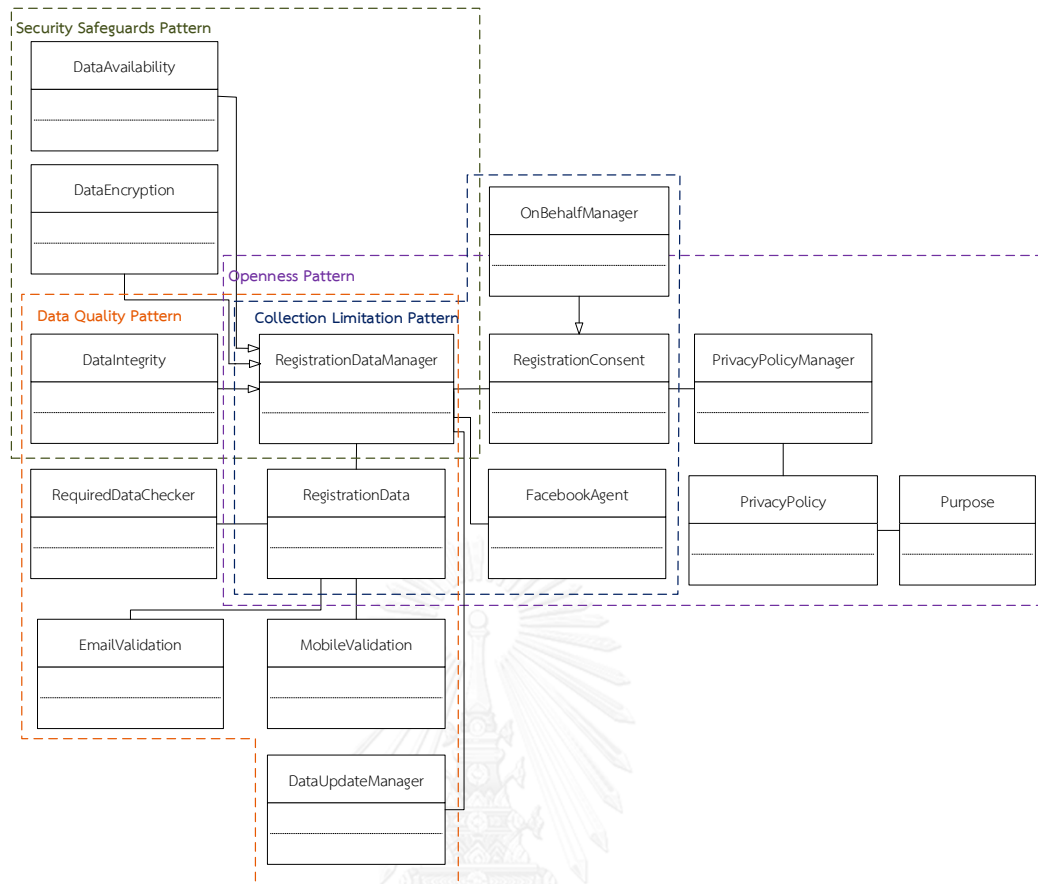 Security Safeguards Pattern
DataAvailability
DataEncryption
OnBehalfManager
Openness Pattern
Data Quality Pattern
Collection Limitation Pattern
DataIntegrity
RegistrationDataManager
RegistrationConsent
PrivacyPolicyManager
RequiredDataChecker
RegistrationData
FacebookAgent
PrivacyPolicy
Purpose
EmailValidation
MobileValidation
DataUpdateManager